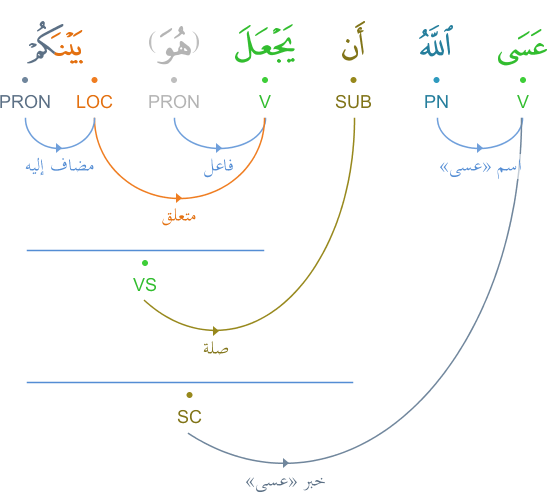 عَسَى ٱللَّهُ أَن يَجْعَلَ (هُوَ) بَيْنَكُمْ
V PN SUB V PRON LOC PRON
اسم «عسى» فاعل مضاف إليه
متعلق
VS
صلة
SC
خبر «عسى»